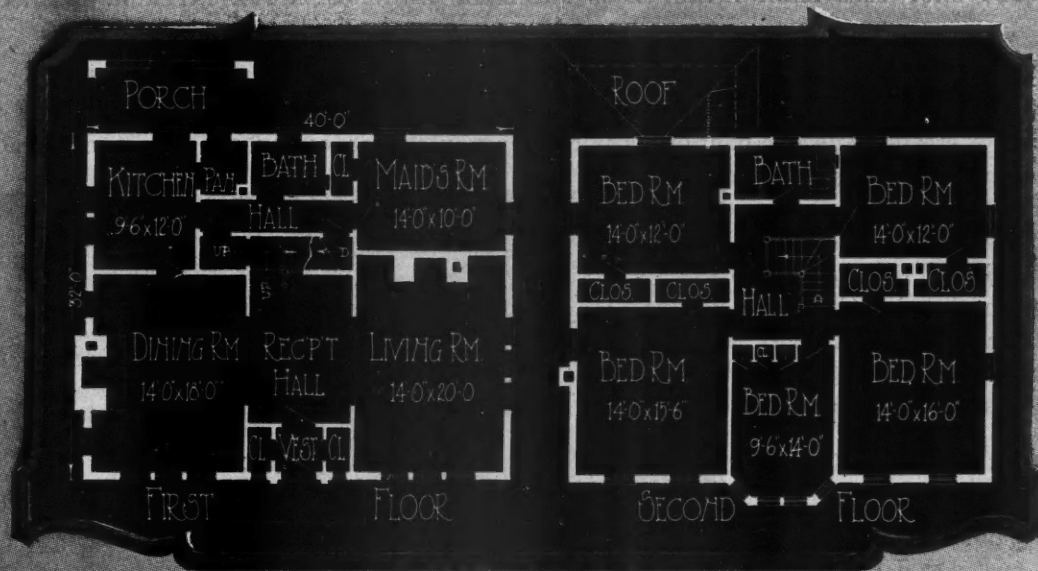 PORCH
40'-0"
KITCHEN
9'-6"x12'-0"
PAN.
BATH
CL.
MAID'S RM.
14'-0"x10'-0"
HALL
UP
D
UP
32'-0"
DINING RM.
14'-0"x18'-0"
RECP'T
HALL
LIVING RM.
14'-0"x20'-0"
CL.
VEST.
CL.
FIRST FLOOR
ROOF
BED RM.
14'-0"x12'-0"
BATH
BED RM.
14'-0"x12'-0"
CLOS.
CLOS.
HALL
D
CLOS.
CLOS.
BED RM.
14'-0"x15'-6"
CL.
BED RM.
9'-6"x14'-0"
BED RM.
14'-0"x16'-0"
SECOND FLOOR